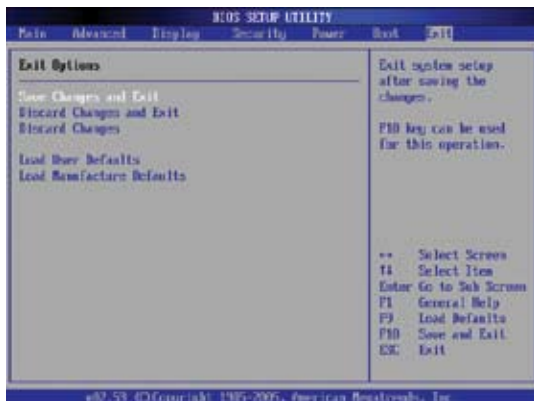 BIOS SETUP UTILITY
Main Advanced Display Security Power Boot Exit
Exit Options
Save Changes and Exit
Discard Changes and Exit
Discard Changes
Load User Defaults
Load Manufacture Defaults
Exit system setup
after saving the
changes.
F10 key can be used
for this operation.
↔ Select Screen
↑↓ Select Item
Enter Go to Sub Screen
F1 General Help
F9 Load Defaults
F10 Save and Exit
ESC Exit
v02.59 (C)Copyright 1985-2005, American Megatrends, Inc